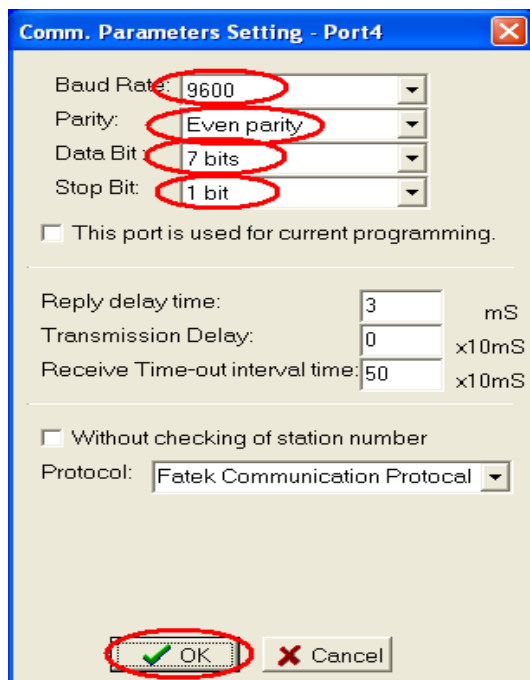 Comm. Parameters Setting - Port4
Baud Rate: 9600
Parity: Even parity
Data Bit : 7 bits
Stop Bit: 1 bit
This port is used for current programming.
Reply delay time: 3 mS
Transmission Delay: 0 x10mS
Receive Time-out interval time: 50 x10mS
Without checking of station number
Protocol: Fatek Communication Protocal
OK Cancel